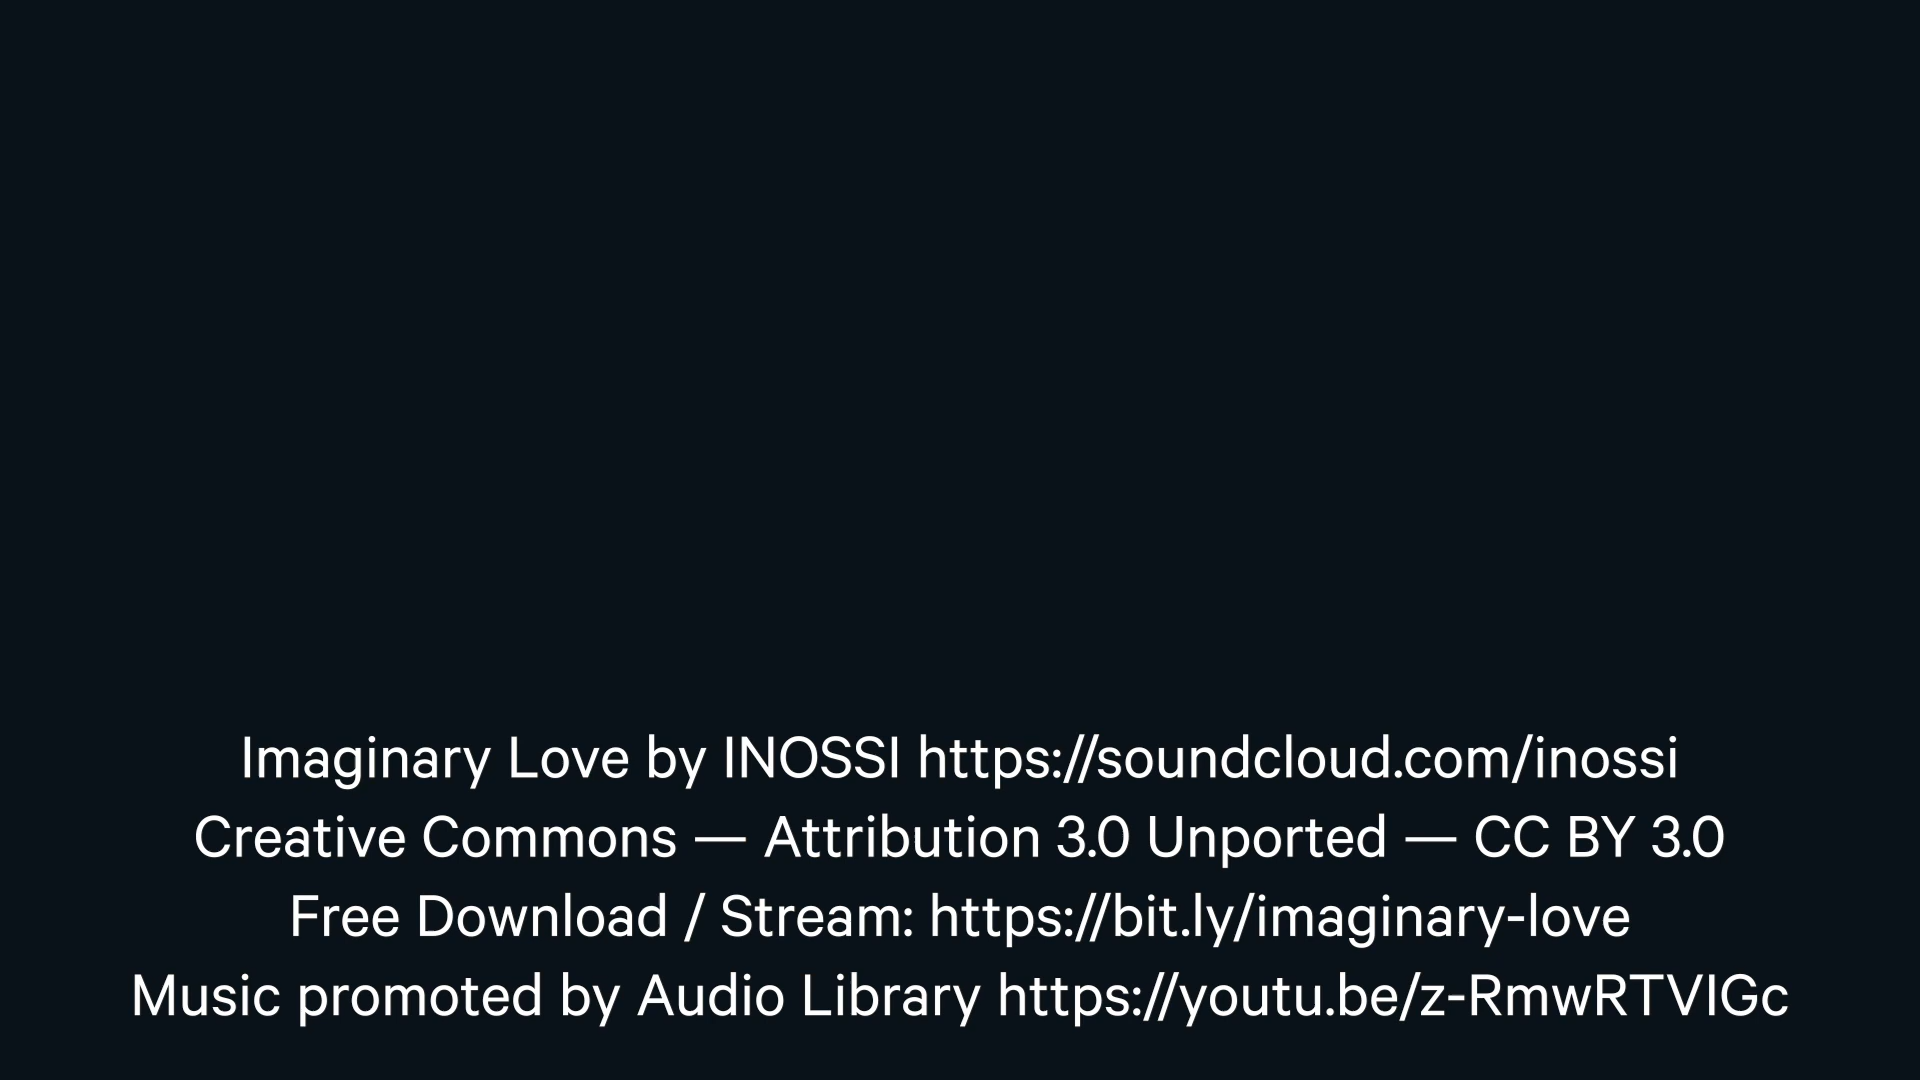 Imaginary Love by INOSSI https://soundcloud.com/inossi
Creative Commons — Attribution 3.0 Unported — CC BY 3.0
Free Download / Stream: https://bit.ly/imaginary-love
Music promoted by Audio Library https://youtu.be/z-RmwRTVIGc